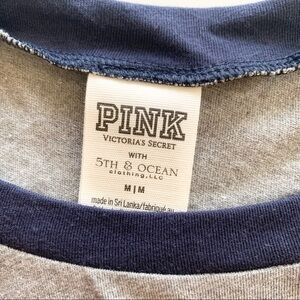 PINK
VICTORIA'S SECRET
WITH
5TH & OCEAN
clothing, LLC
M | M
made in Sri Lanka/fabriqué au